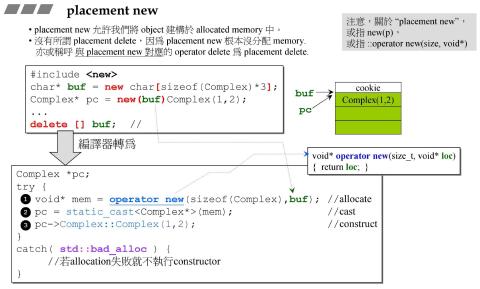 placement new
• placement new 允許我們將 object 建構於 allocated memory 中。
• 沒有所謂 placement delete，因爲 placement new 根本沒分配 memory.
亦或稱呼 與 placement new 對應的 operator delete 爲 placement delete.
注意，關於 “placement new”，
或指 new(p)，
或指 ::operator new(size, void*)
#include <new>
char* buf = new char[sizeof(Complex)*3];
Complex* pc = new(buf)Complex(1,2);
...
delete [] buf; //
buf
pc
cookie
Complex(1,2)
編譯器轉爲
void* operator new(size_t, void* loc)
{ return loc; }
Complex *pc;
try {
1 void* mem = operator new(sizeof(Complex),buf); //allocate
2 pc = static_cast<Complex*>(mem); //cast
3 pc->Complex::Complex(1,2); //construct
}
catch( std::bad_alloc ) {
//若allocation失敗就不執行constructor
}